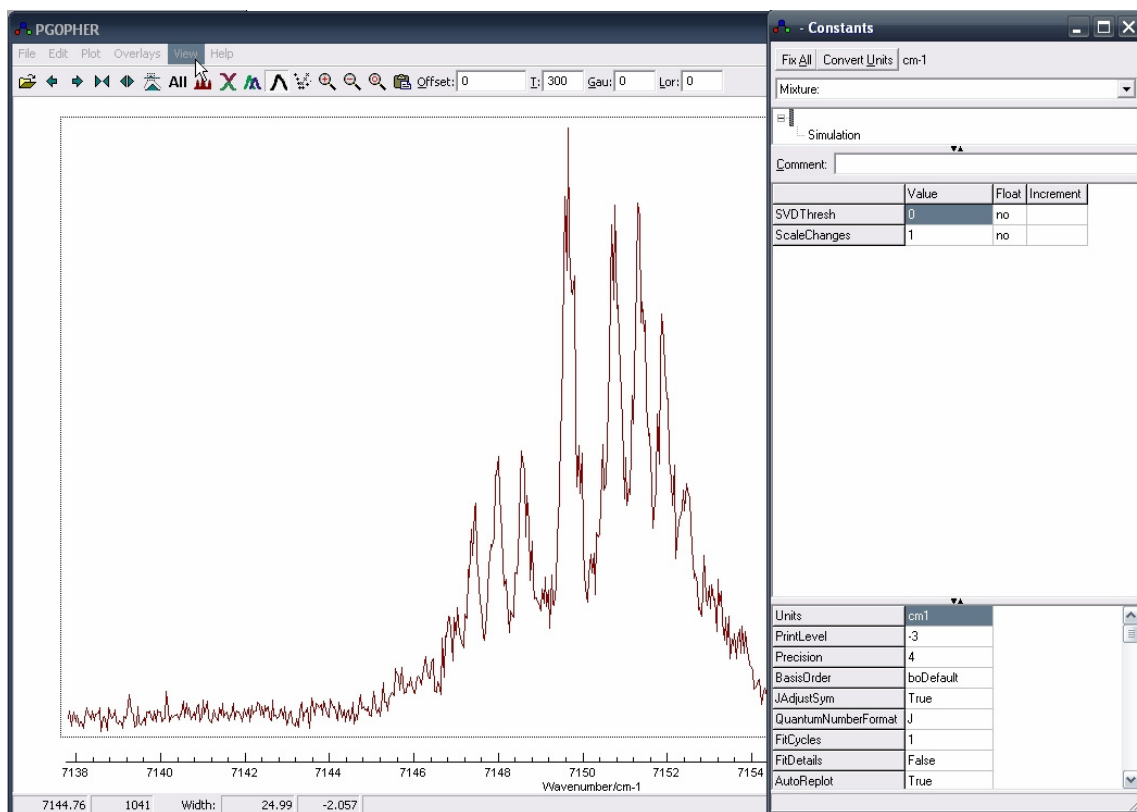 PGOPHER
File Edit Plot Overlays View Help
All Offset: 0 T: 300 Gau: 0 Lor: 0
7138 7140 7142 7144 7146 7148 7150 7152 7154
Wavenumber/cm-1
7144.76 1041 Width: 24.99 -2.057
- Constants
Fix All Convert Units cm-1
Mixture:
Simulation
Comment:
Value Float Increment
SVDThresh 0 no
ScaleChanges 1 no
Units cm1
PrintLevel -3
Precision 4
BasisOrder boDefault
JAdjustSym True
QuantumNumberFormat J
FitCycles 1
FitDetails False
AutoReplot True